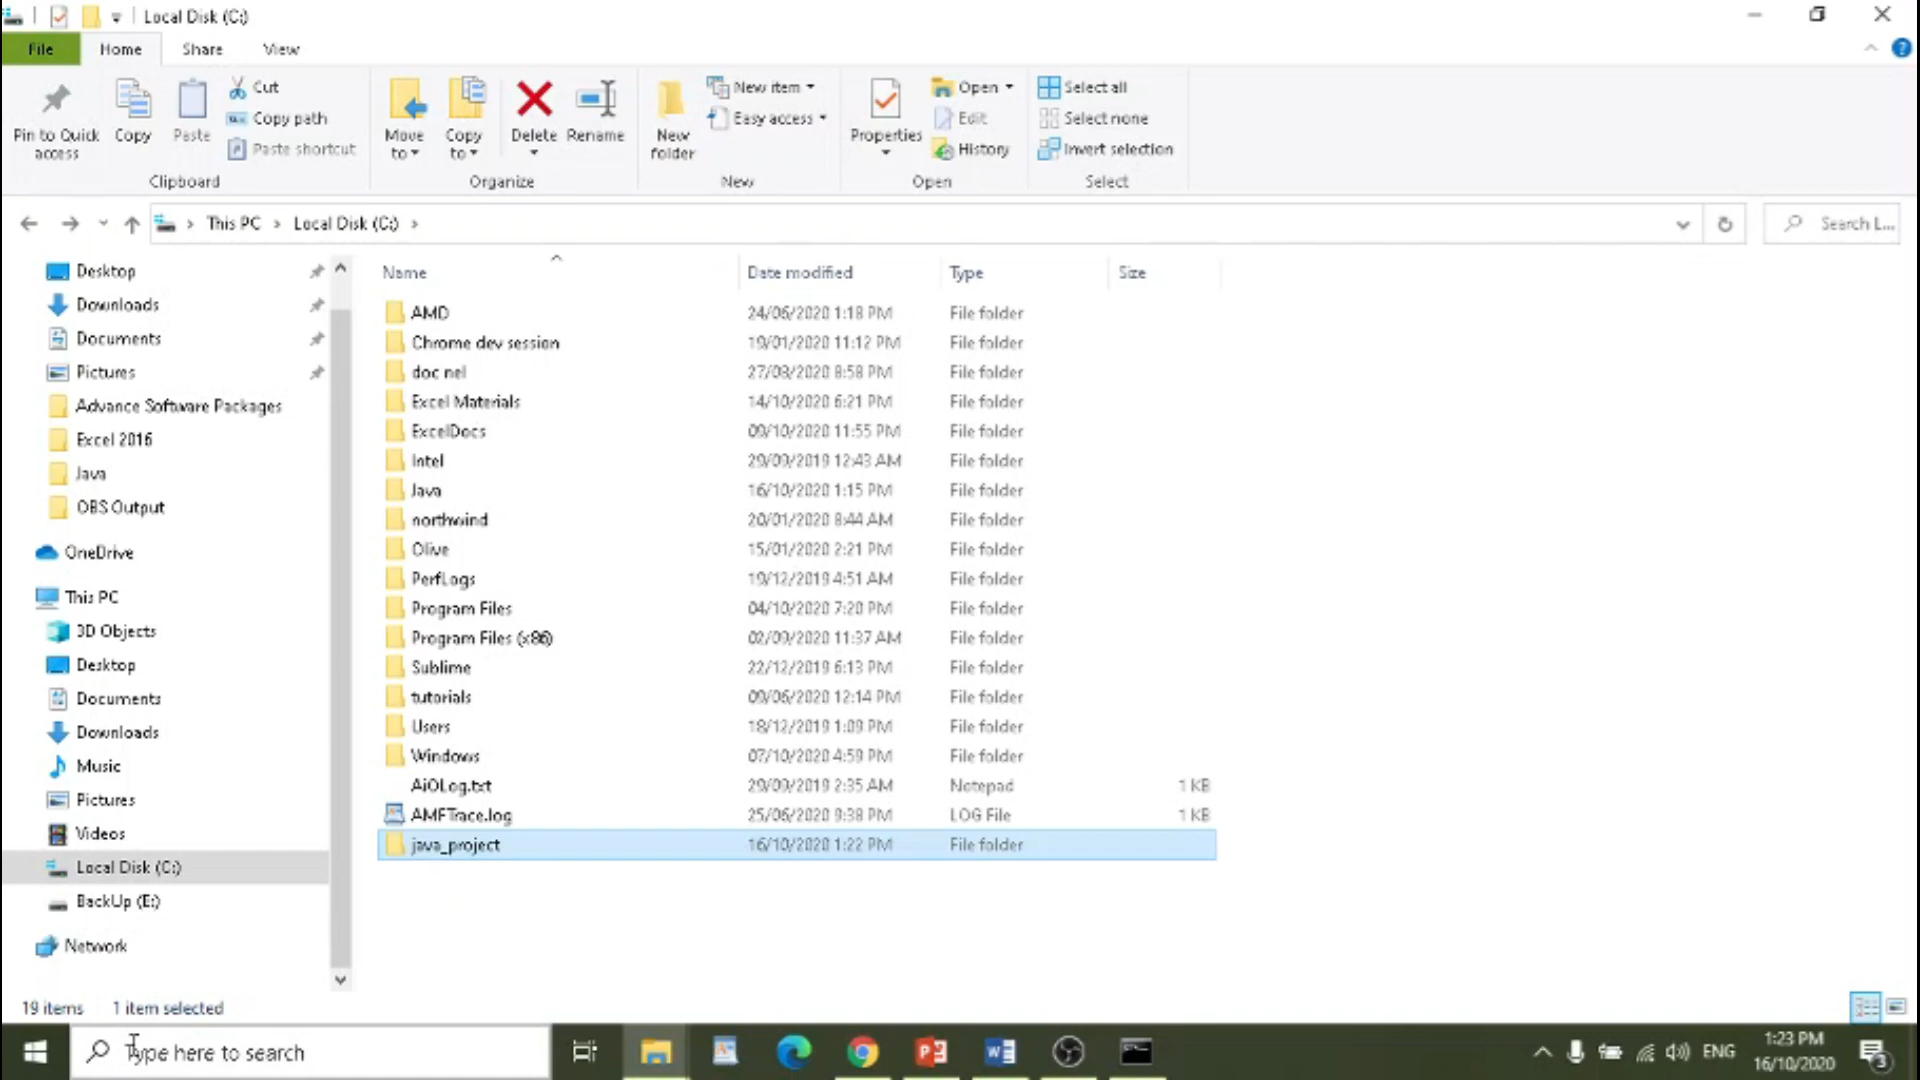 Local Disk (C:)
File Home Share View
Pin to Quick access
Copy
Paste
Cut
Copy path
Paste shortcut
Clipboard
Move to
Copy to
Delete
Rename
Organize
New folder
New item
Easy access
New
Properties
Open
Edit
History
Open
Select all
Select none
Invert selection
Select
This PC > Local Disk (C:) >
Search L...
Desktop
Downloads
Documents
Pictures
Advance Software Packages
Excel 2016
Java
OBS Output
OneDrive
This PC
3D Objects
Desktop
Documents
Downloads
Music
Pictures
Videos
Local Disk (C:)
BackUp (E:)
Network
Name Date modified Type Size
AMD 24/06/2020 1:18 PM File folder
Chrome dev session 19/01/2020 11:12 PM File folder
doc nel 27/08/2020 8:58 PM File folder
Excel Materials 14/10/2020 6:21 PM File folder
ExcelDocs 09/10/2020 11:55 PM File folder
Intel 29/09/2019 12:43 AM File folder
Java 16/10/2020 1:15 PM File folder
northwind 20/01/2020 8:44 AM File folder
Olive 15/01/2020 2:21 PM File folder
PerfLogs 19/12/2019 4:51 AM File folder
Program Files 04/10/2020 7:20 PM File folder
Program Files (x86) 02/09/2020 11:37 AM File folder
Sublime 22/12/2019 6:13 PM File folder
tutorials 09/06/2020 12:14 PM File folder
Users 18/12/2019 1:09 PM File folder
Windows 07/10/2020 4:59 PM File folder
AiOLog.txt 29/09/2019 2:35 AM Notepad 1 KB
AMFTrace.log 25/06/2020 9:38 PM LOG File 1 KB
java_project 16/10/2020 1:22 PM File folder
19 items 1 item selected
Type here to search
ENG
1:23 PM
16/10/2020
3